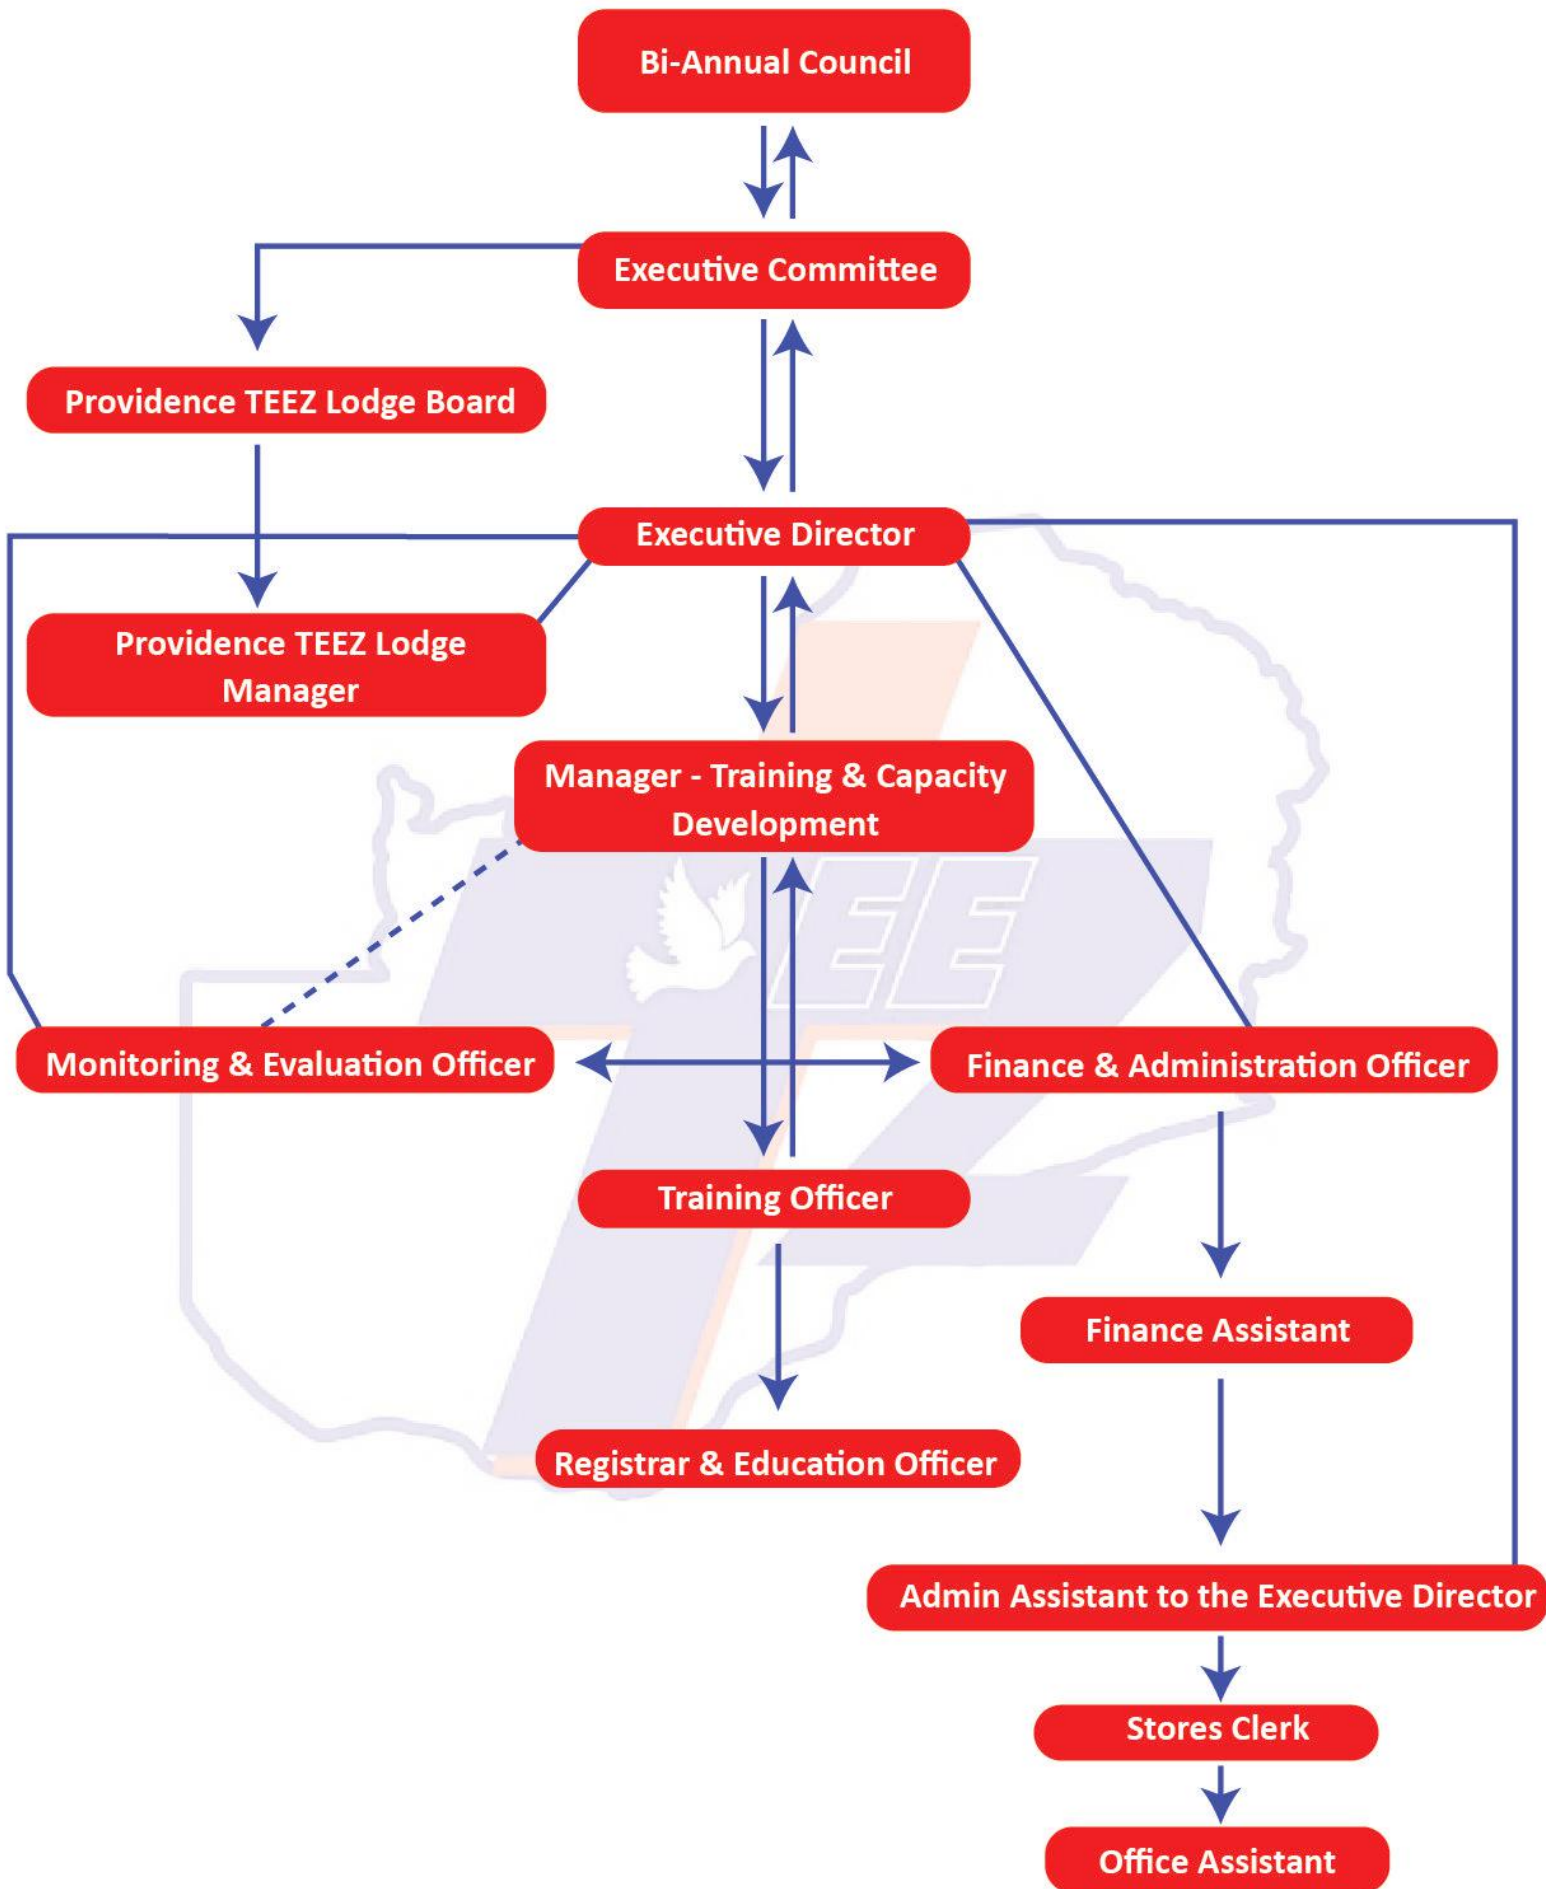 Bi-Annual Council
Executive Committee
Providence TEEZ Lodge Board
Executive Director
Providence TEEZ Lodge
Manager
Manager - Training & Capacity
Development
EE
Monitoring & Evaluation Officer
Finance & Administration Officer
Training Officer
Finance Assistant
Registrar & Education Officer
Admin Assistant to the Executive Director
Stores Clerk
Office Assistant